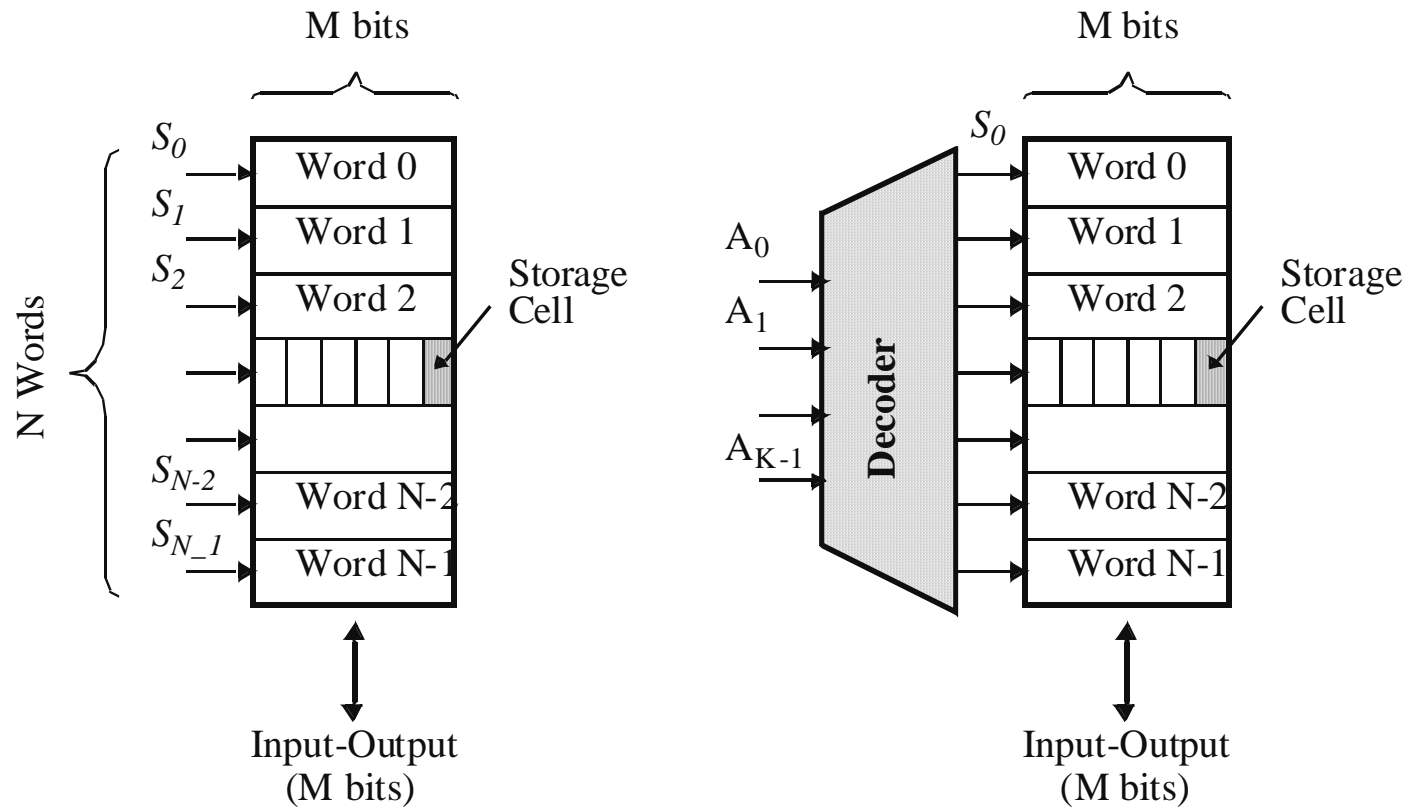 M bits
S0
S1
S2
SN-2
SN_1
N Words
Word 0
Word 1
Word 2
Word N-2
Word N-1
Storage
Cell
Input-Output
(M bits)
M bits
S0
A0
A1
AK-1
Decoder
Word 0
Word 1
Word 2
Word N-2
Word N-1
Storage
Cell
Input-Output
(M bits)